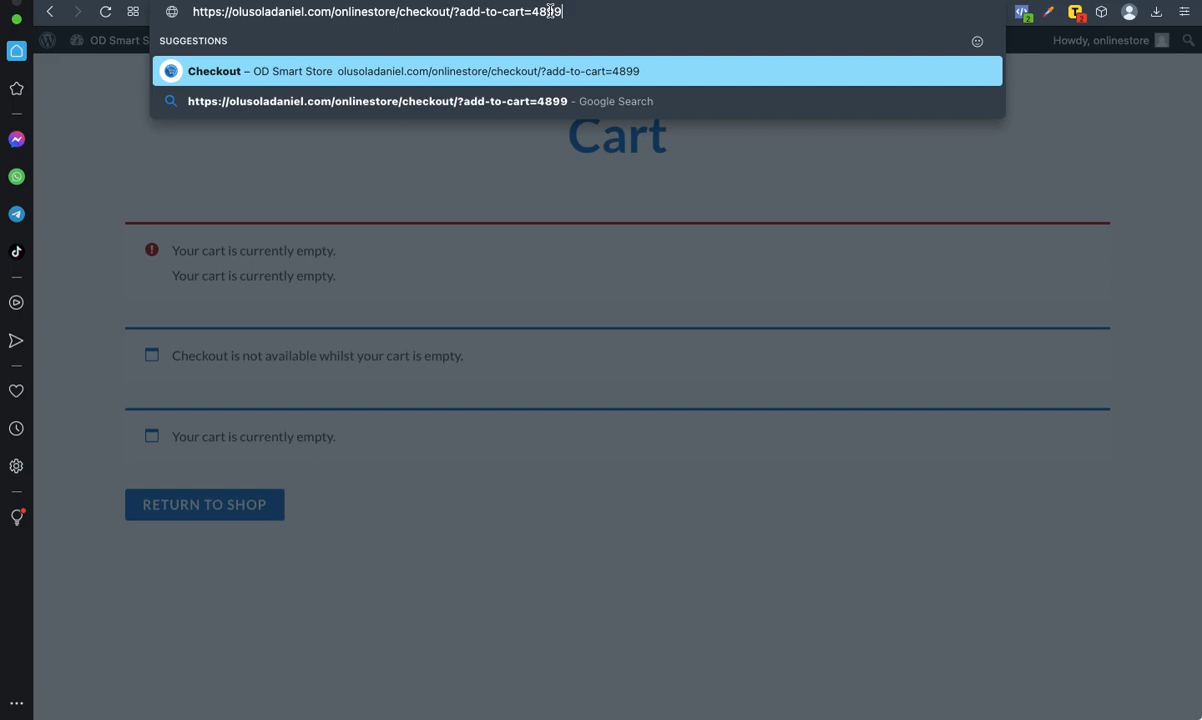 https://olusoladaniel.com/onlinestore/checkout/?add-to-cart=4899
2
2
OD Smart S
SUGGESTIONS
Howdy, onlinestore
Checkout – OD Smart Store olusoladaniel.com/onlinestore/checkout/?add-to-cart=4899
https://olusoladaniel.com/onlinestore/checkout/?add-to-cart=4899 - Google Search
Cart
Your cart is currently empty.
Your cart is currently empty.
Checkout is not available whilst your cart is empty.
Your cart is currently empty.
RETURN TO SHOP